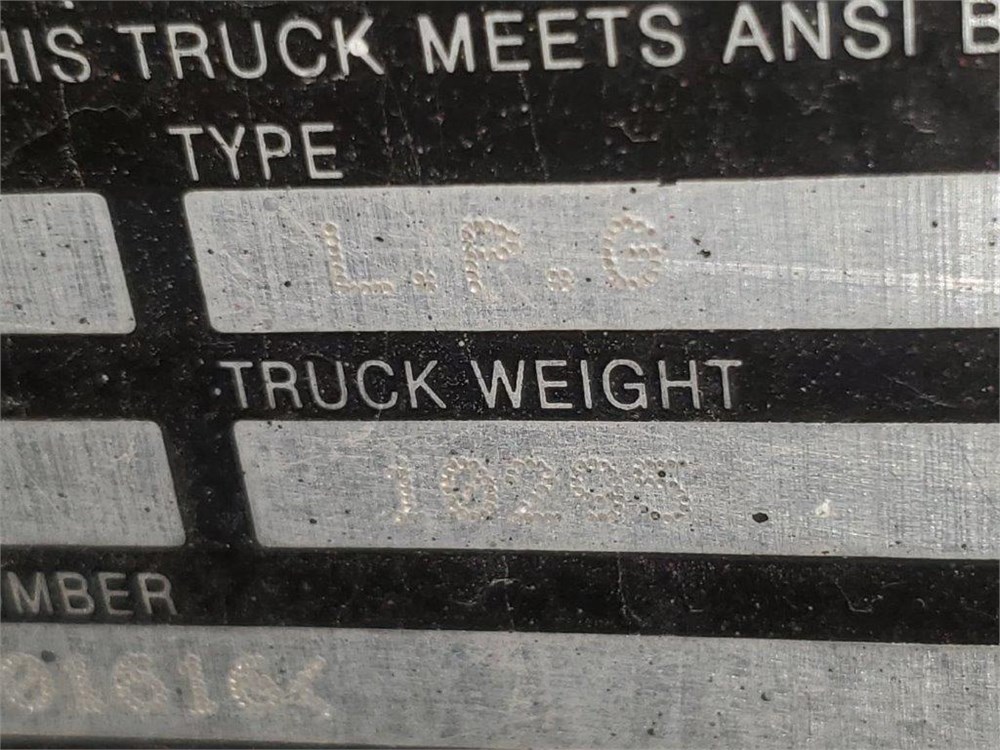 HIS TRUCK MEETS ANSI B
TYPE
L.P.G
TRUCK WEIGHT
10285
MBER